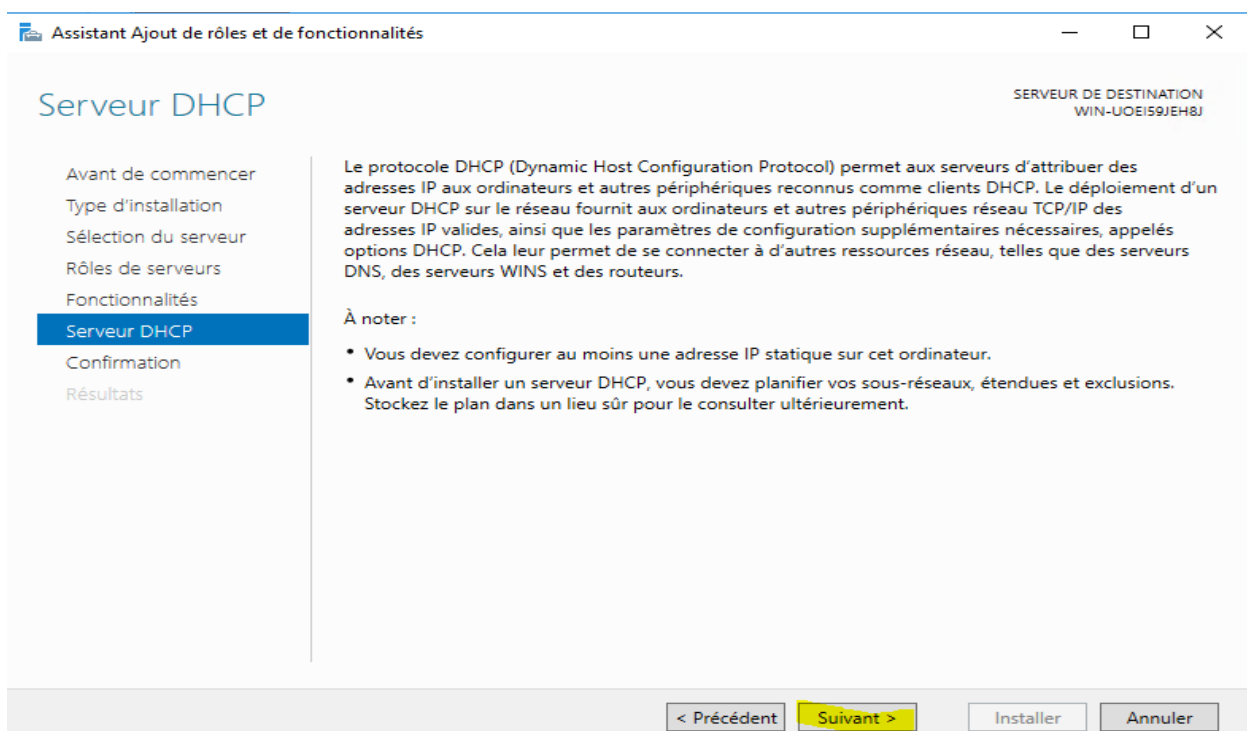 Assistant Ajout de rôles et de fonctionnalités
Serveur DHCP
SERVEUR DE DESTINATION
WIN-UOEI59JEH8J
Avant de commencer
Type d'installation
Sélection du serveur
Rôles de serveurs
Fonctionnalités
Serveur DHCP
Confirmation
Résultats
Le protocole DHCP (Dynamic Host Configuration Protocol) permet aux serveurs d'attribuer des
adresses IP aux ordinateurs et autres périphériques reconnus comme clients DHCP. Le déploiement d'un
serveur DHCP sur le réseau fournit aux ordinateurs et autres périphériques réseau TCP/IP des
adresses IP valides, ainsi que les paramètres de configuration supplémentaires nécessaires, appelés
options DHCP. Cela leur permet de se connecter à d'autres ressources réseau, telles que des serveurs
DNS, des serveurs WINS et des routeurs.
À noter :
• Vous devez configurer au moins une adresse IP statique sur cet ordinateur.
• Avant d'installer un serveur DHCP, vous devez planifier vos sous-réseaux, étendues et exclusions.
Stockez le plan dans un lieu sûr pour le consulter ultérieurement.
< Précédent
Suivant >
Installer
Annuler